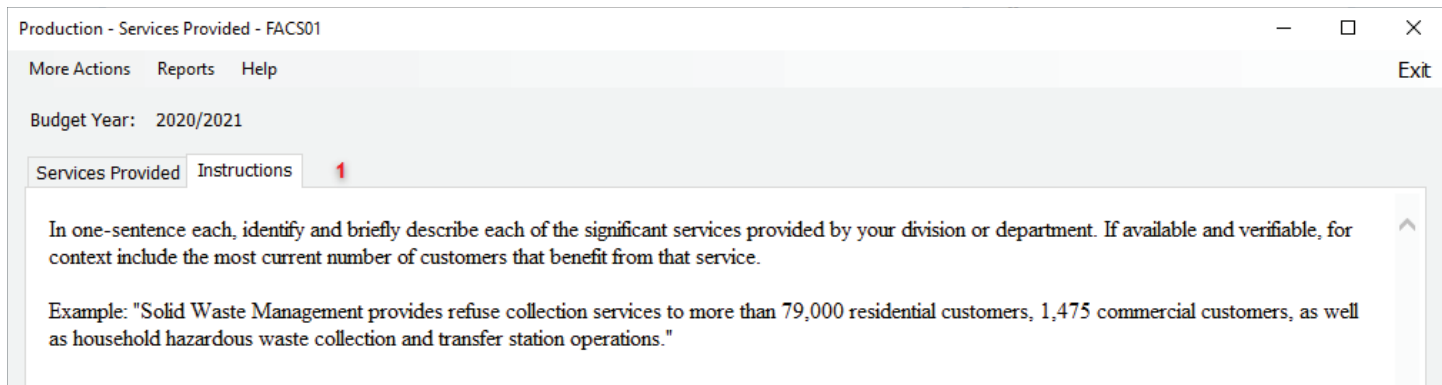 Production - Services Provided - FACS01
More Actions Reports Help Exit
Budget Year: 2020/2021
Services Provided Instructions 1
In one-sentence each, identify and briefly describe each of the significant services provided by your division or department. If available and verifiable, for
context include the most current number of customers that benefit from that service.
Example: "Solid Waste Management provides refuse collection services to more than 79,000 residential customers, 1,475 commercial customers, as well
as household hazardous waste collection and transfer station operations."